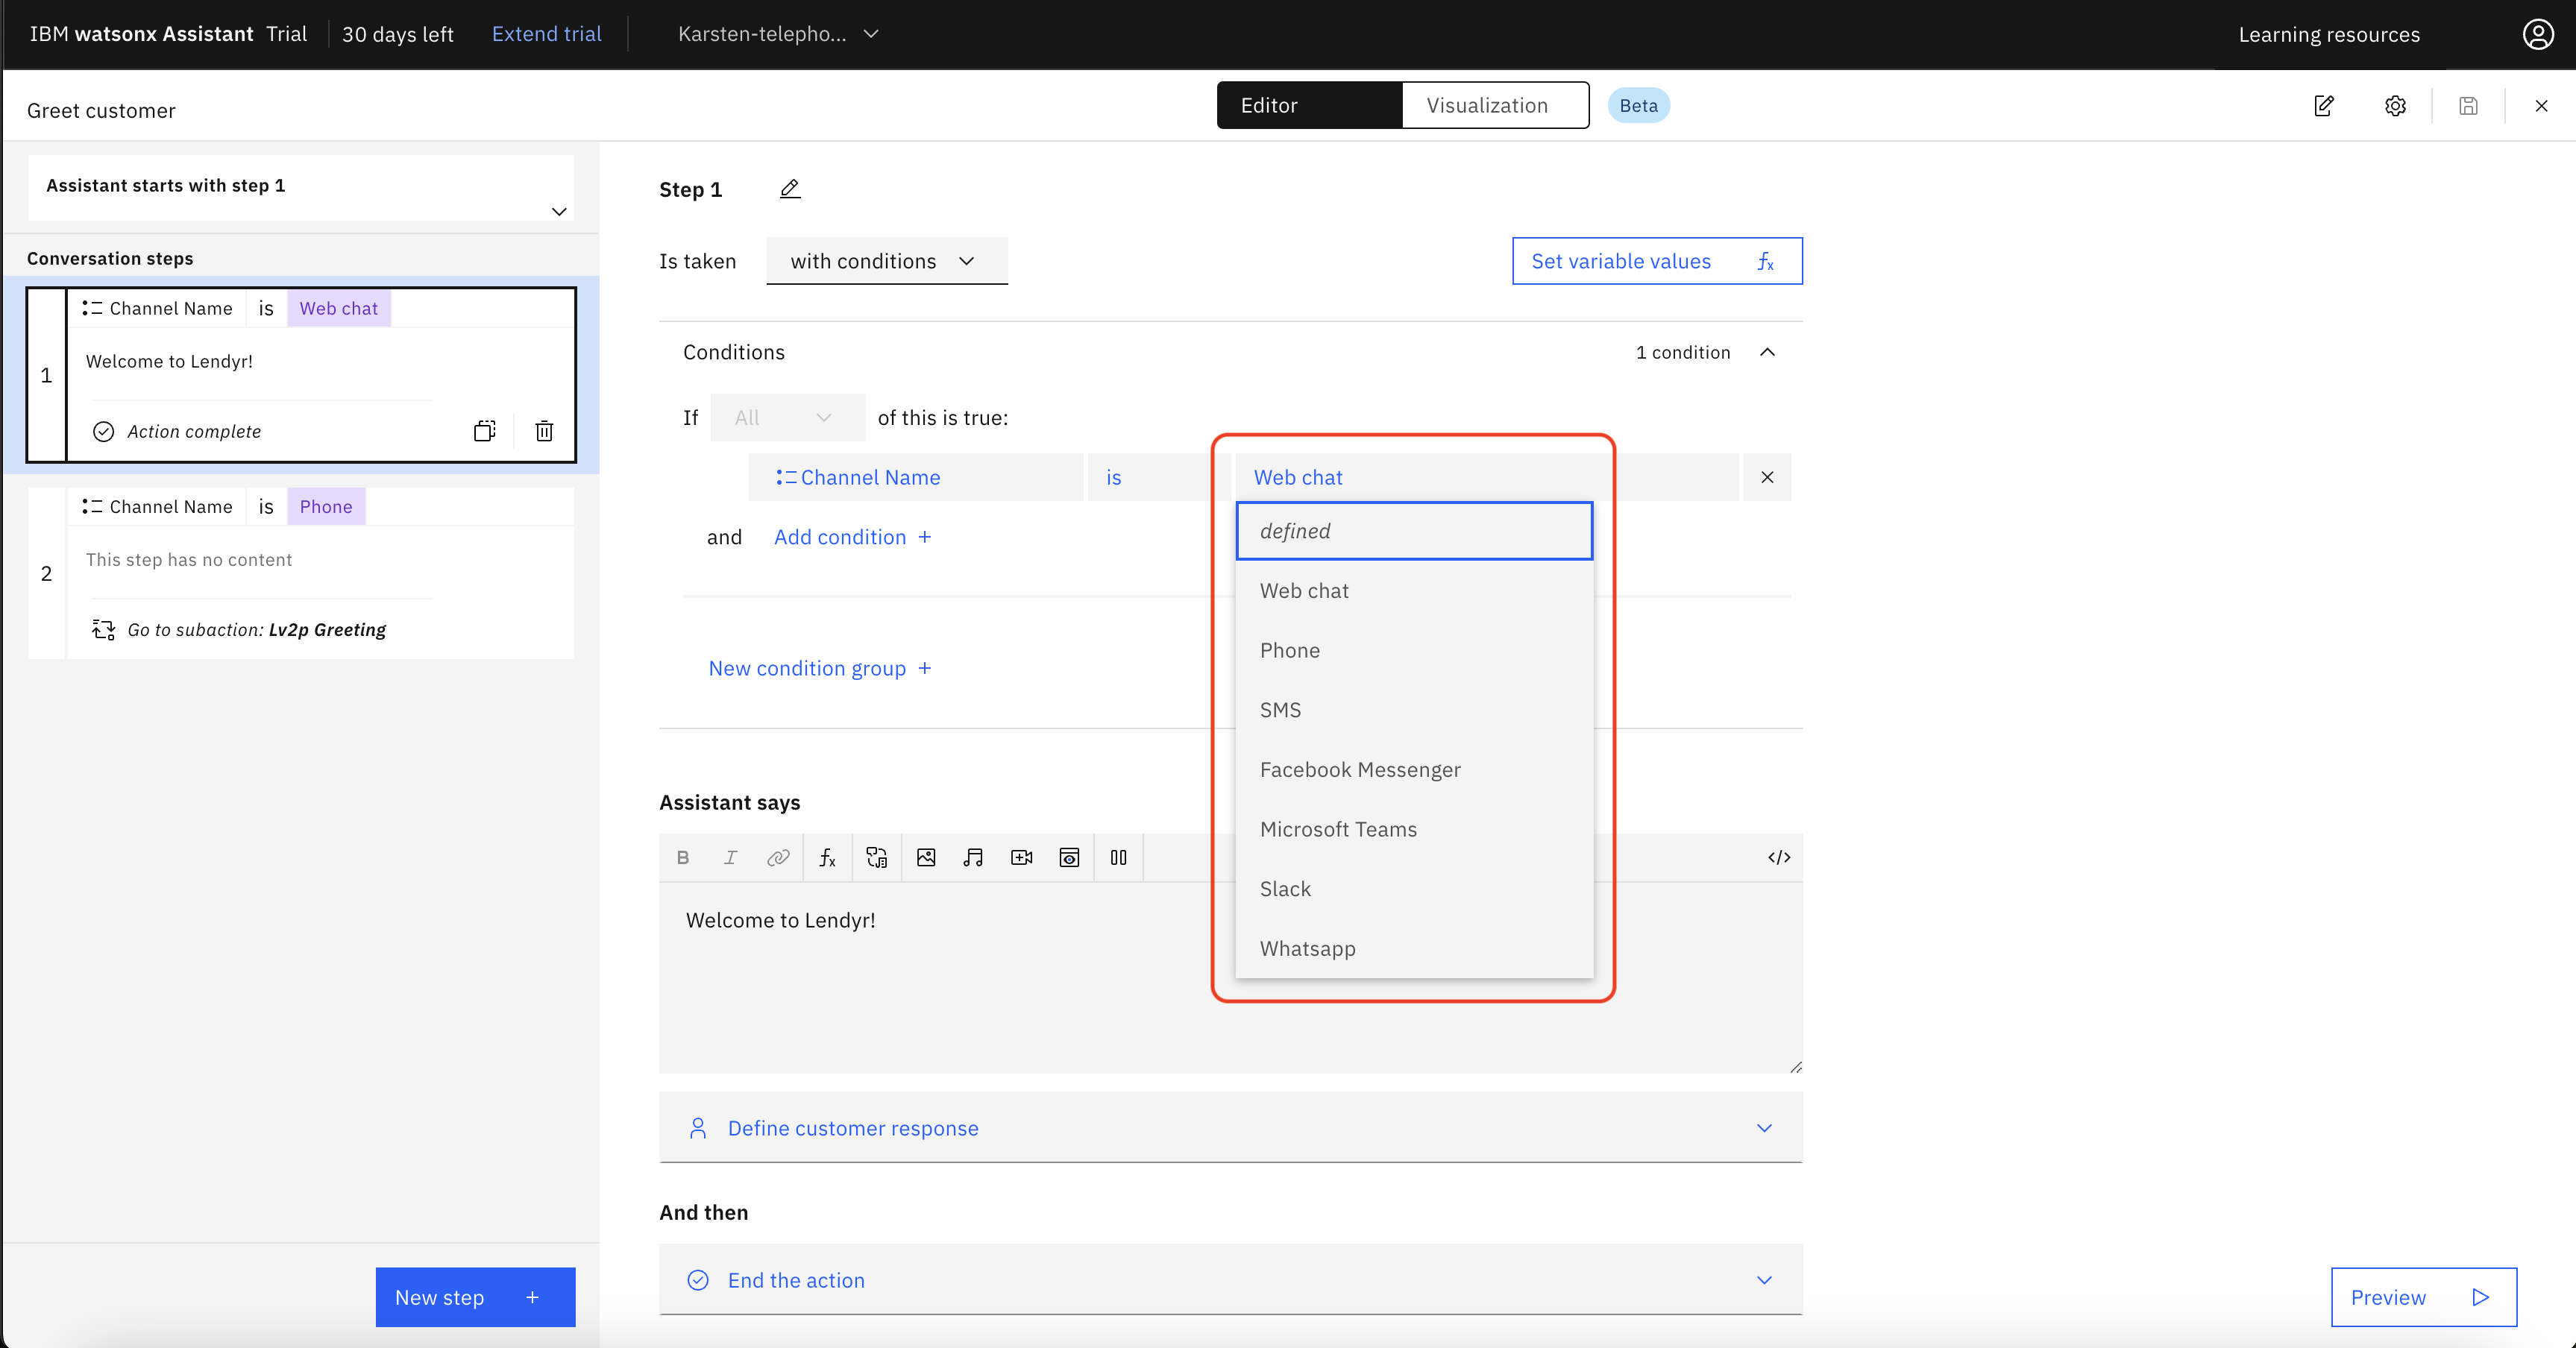 IBM watsonx Assistant Trial 30 days left Extend trial Karsten-telepho... Learning resources
Greet customer Editor Visualization Beta
Assistant starts with step 1
Conversation steps
1
Channel Name is Web chat
Welcome to Lendyr!
Action complete
2
Channel Name is Phone
This step has no content
Go to subaction: Lv2p Greeting
New step +
Step 1
Is taken with conditions Set variable values fx
Conditions 1 condition
If All of this is true:
Channel Name is Web chat
and Add condition +
defined
Web chat
Phone
SMS
Facebook Messenger
Microsoft Teams
Slack
Whatsapp
New condition group +
Assistant says
B I fx </>
Welcome to Lendyr!
Define customer response
And then
End the action
Preview